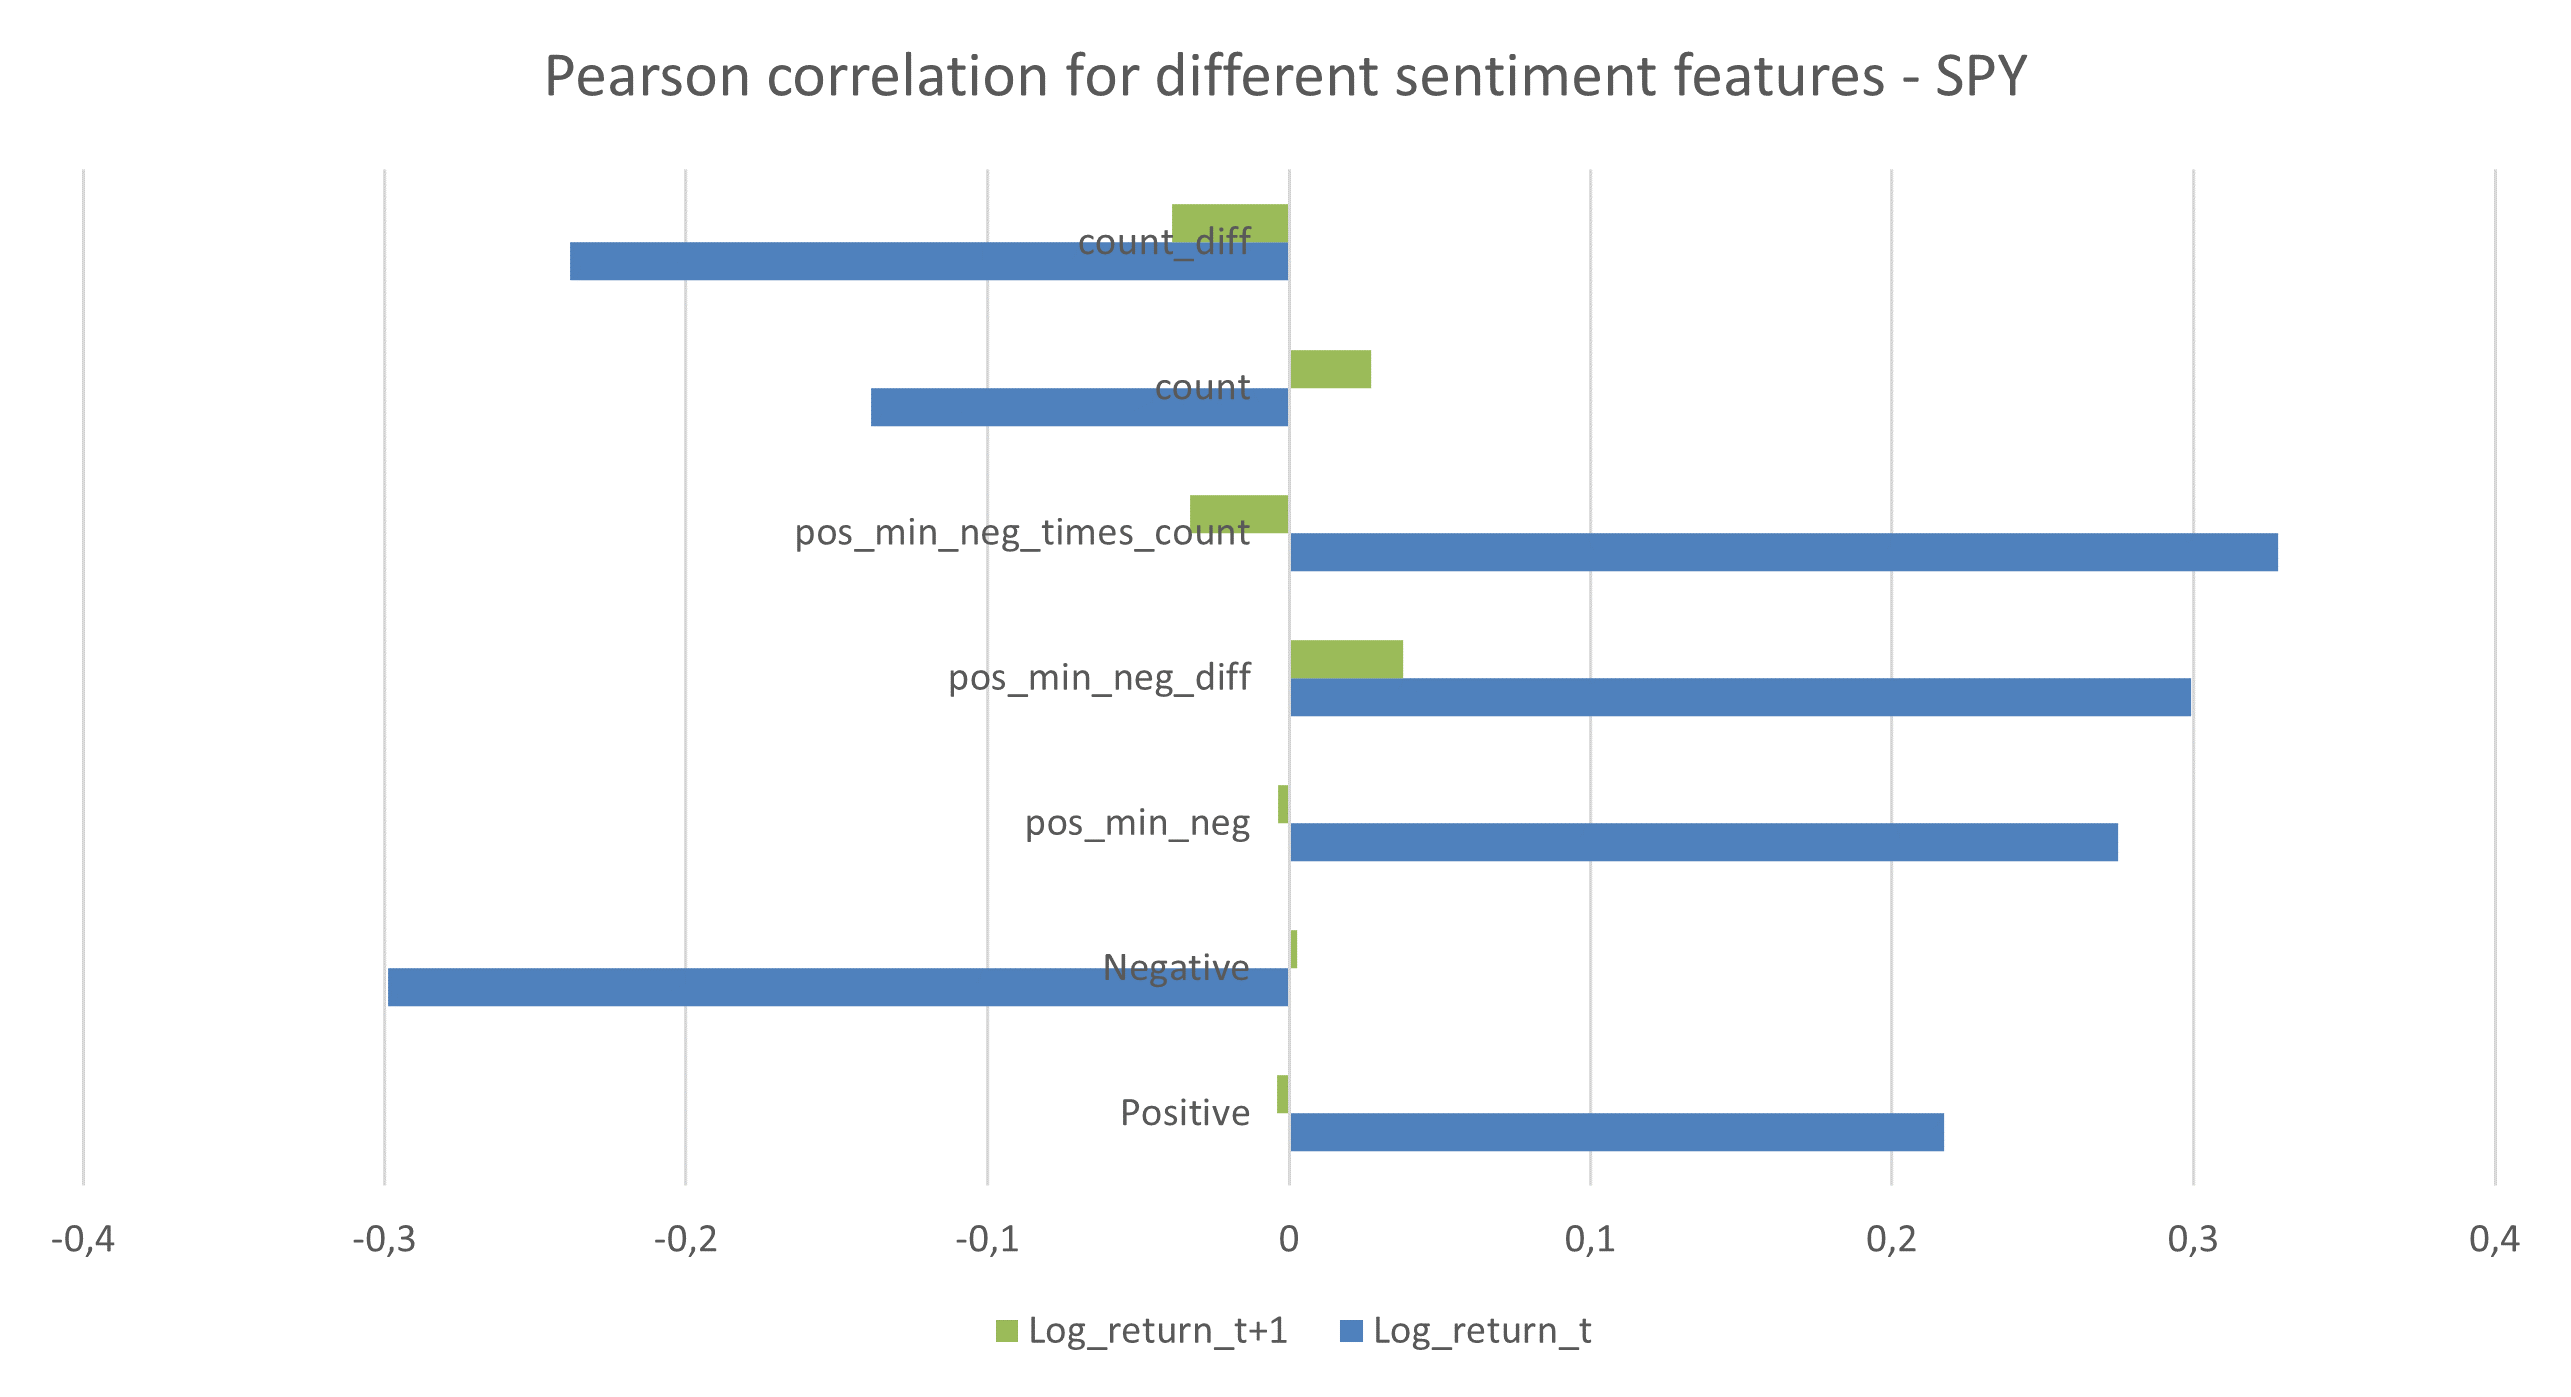 Pearson correlation for different sentiment features - SPY
count_diff
count
pos_min_neg_times_count
pos_min_neg_diff
pos_min_neg
Negative
Positive
-0,4 -0,3 -0,2 -0,1 0 0,1 0,2 0,3 0,4
Log_return_t+1 Log_return_t